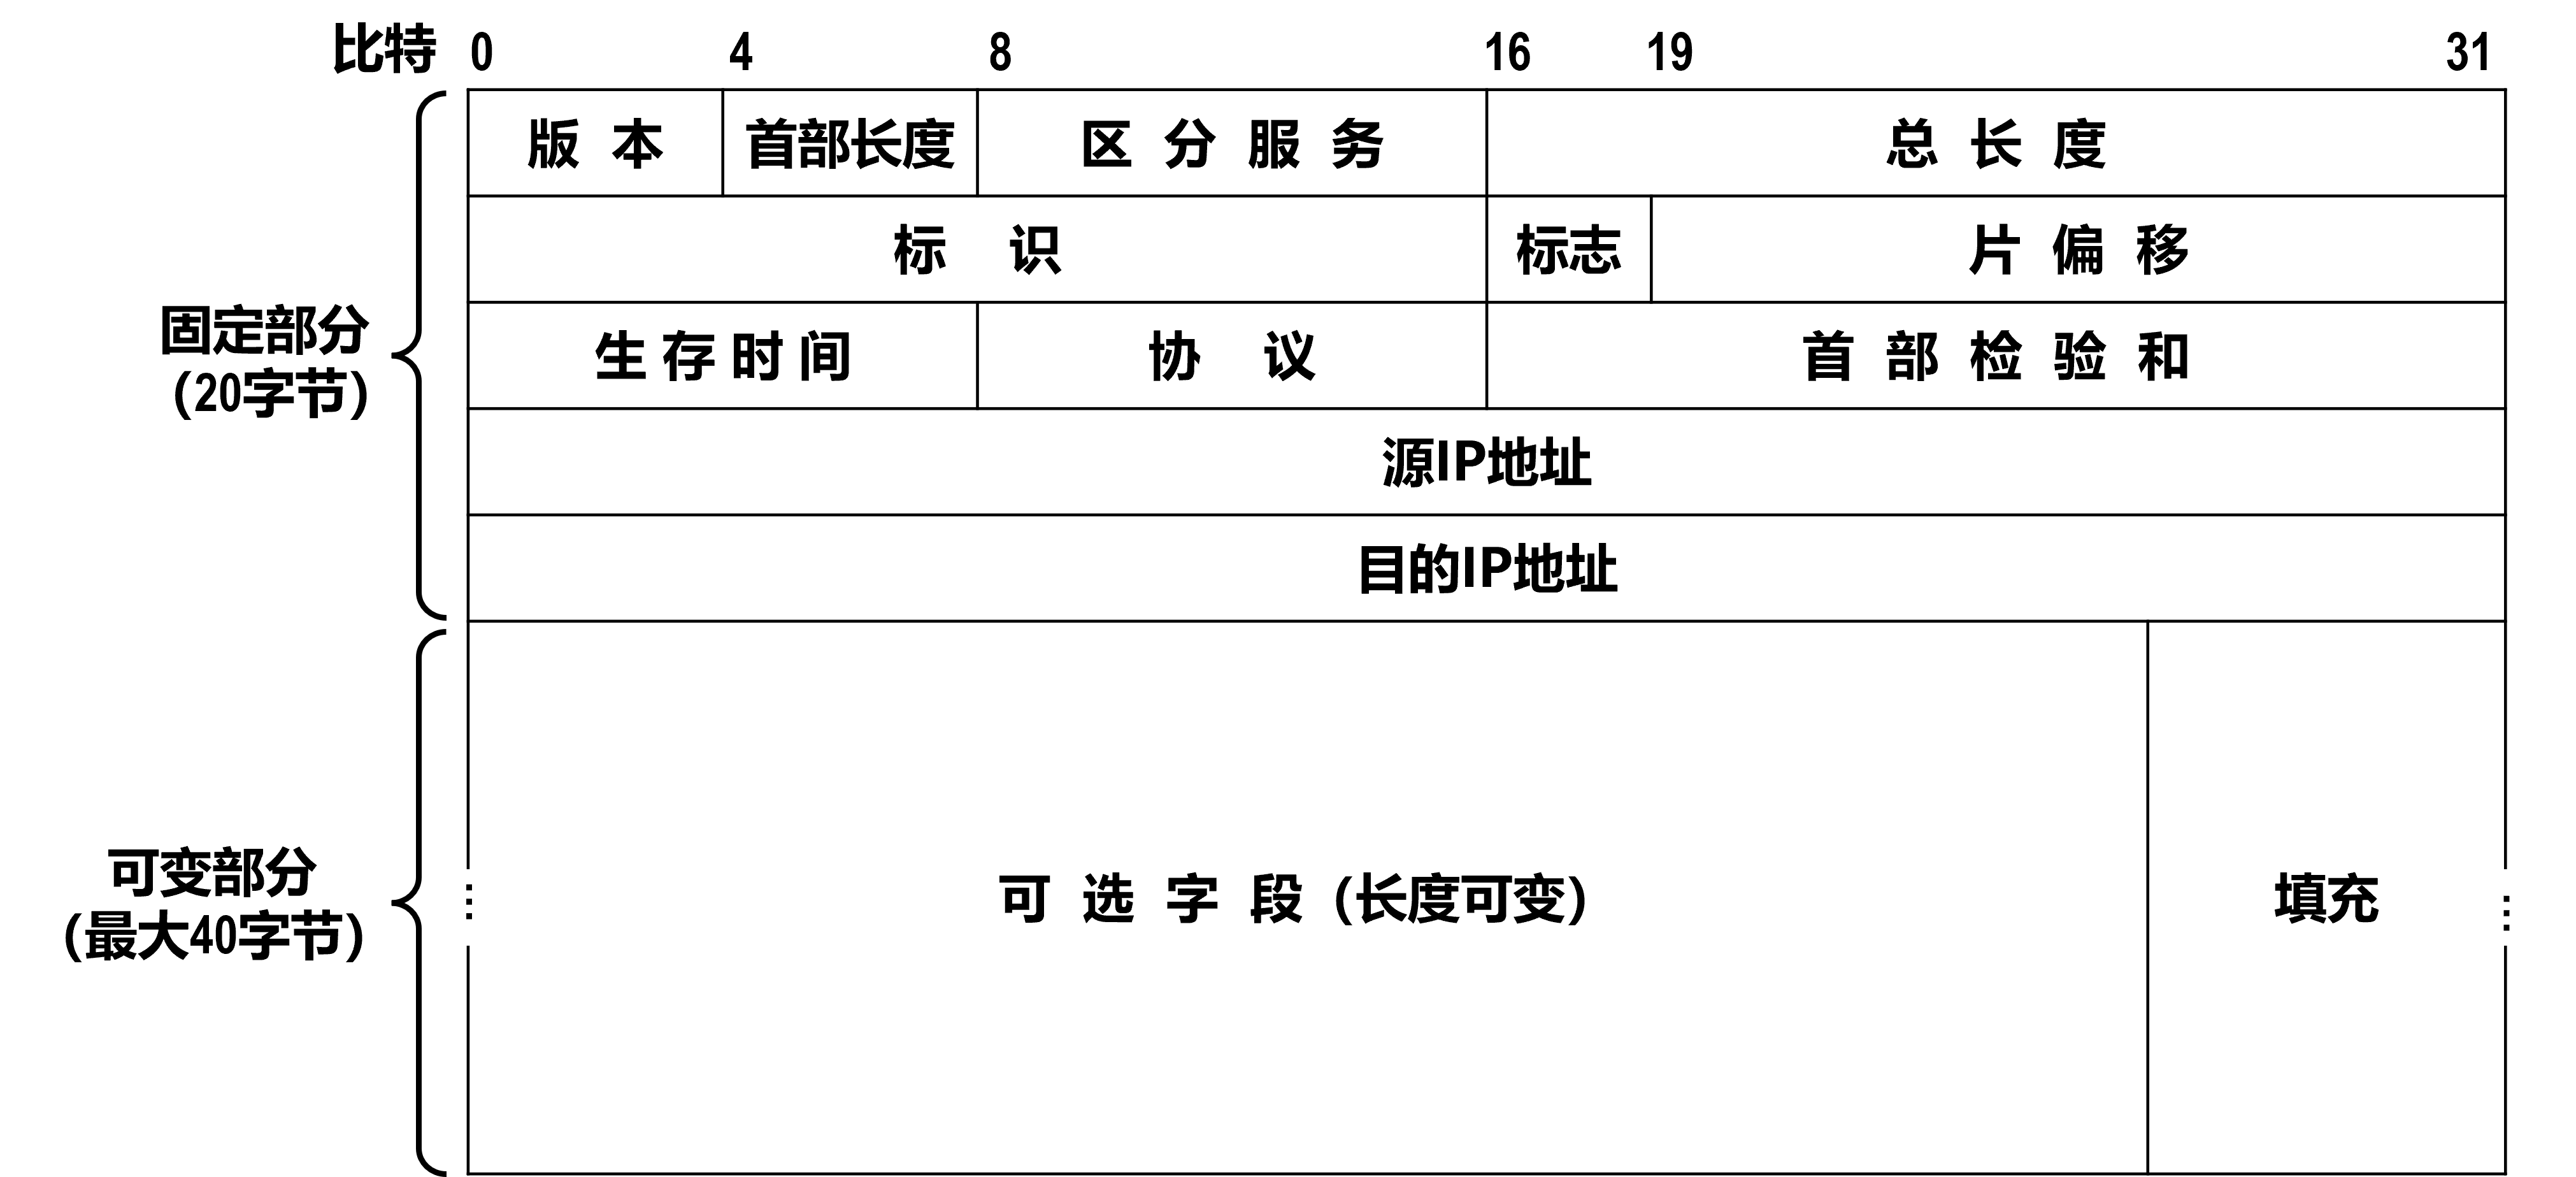 比特 0 4 8 16 19 31
版 本 首部长度 区 分 服 务 总 长 度
标 识 标志 片 偏 移
固定部分
(20字节)
生 存 时 间 协 议 首 部 检 验 和
源IP地址
目的IP地址
可变部分
(最大40字节)
可 选 字 段 (长度可变) 填充